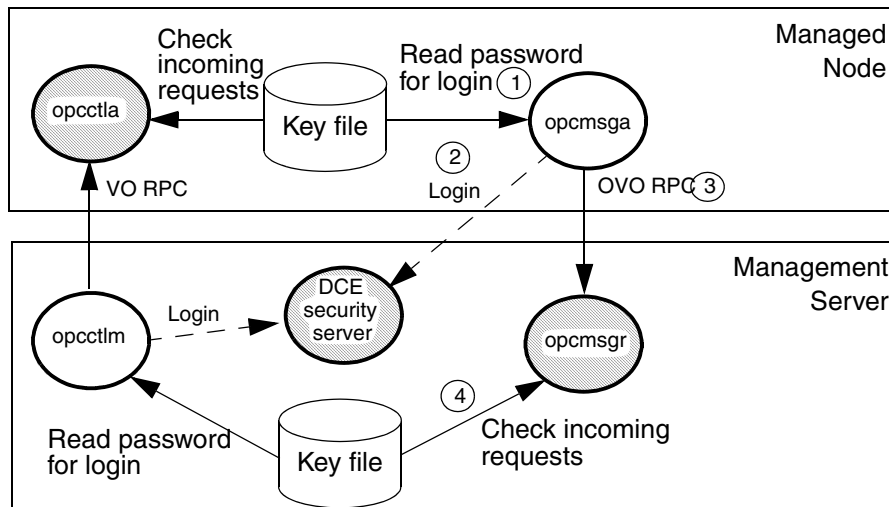 Managed
Node
Check
incoming
requests
Read password
for login 1
opcctla
Key file
opcmsga
2
Login
VO RPC
OVO RPC 3
Management
Server
DCE
security
server
Login
opcctlm
opcmsgr
4
Read password
for login
Key file
Check incoming
requests